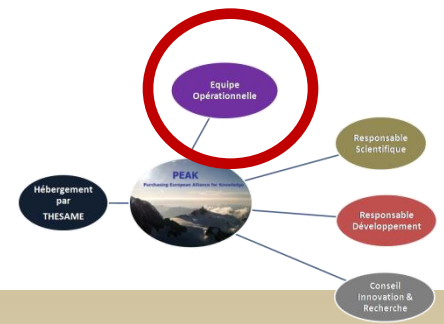 Equipe
Opérationnelle
Responsable
Scientifique
PEAK
Purchasing European Alliance for Knowledge
Hébergement
par
THESAME
Responsable
Développement
Conseil
Innovation &
Recherche